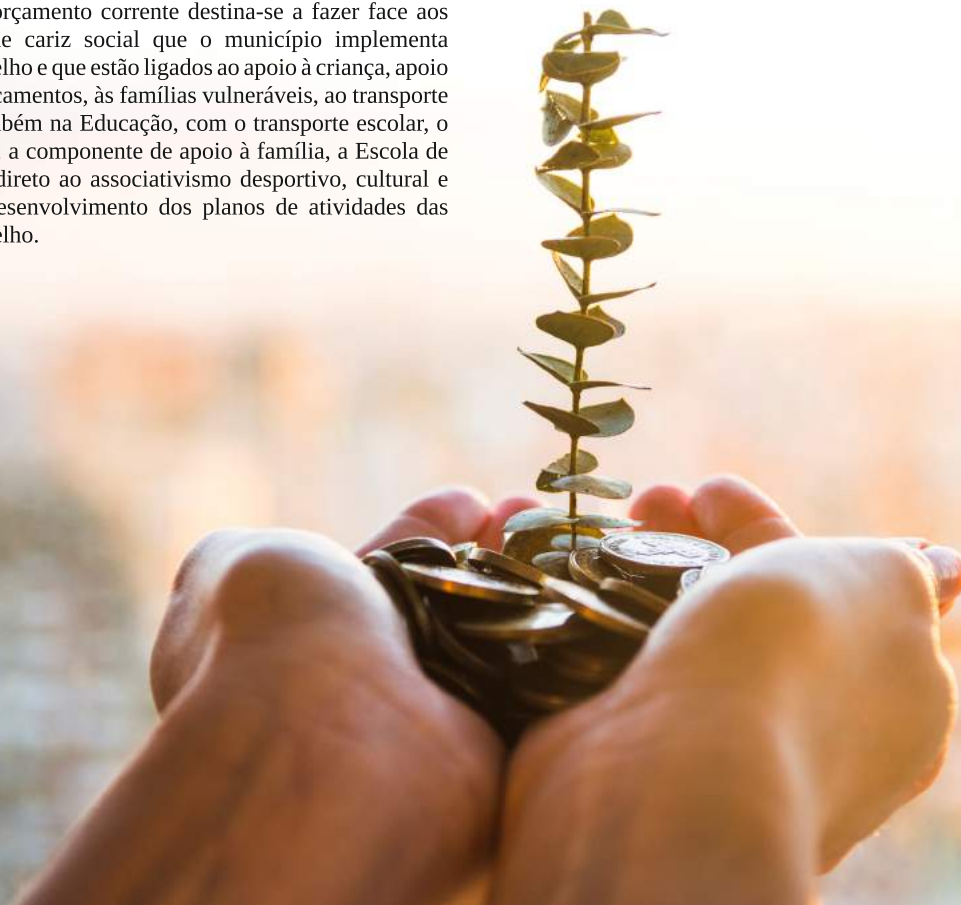 orçamento corrente destina-se a fazer face aos
e cariz social que o município implementa
elho e que estão ligados ao apoio à criança, apoio
camentos, às famílias vulneráveis, ao transporte
bém na Educação, com o transporte escolar, o
a componente de apoio à família, a Escola de
direto ao associativismo desportivo, cultural e
esenvolvimento dos planos de atividades das
elho.